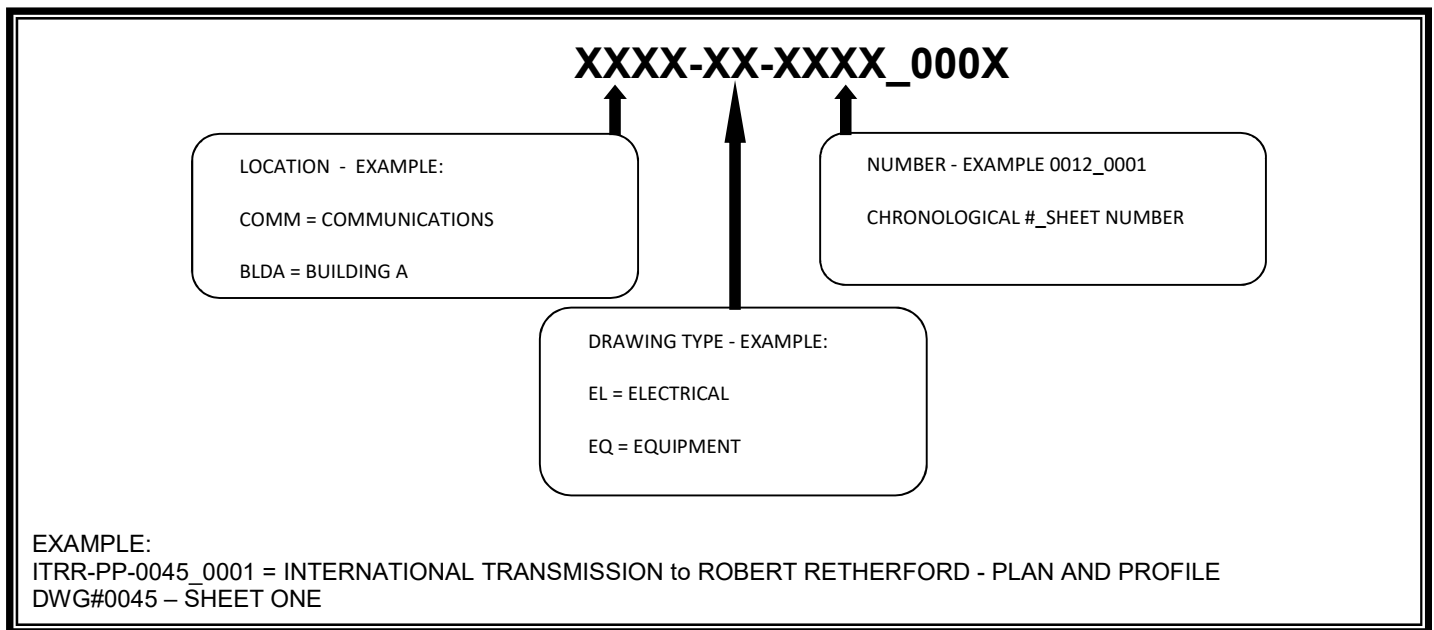 XXXX-XX-XXXX_000X
LOCATION - EXAMPLE:
COMM = COMMUNICATIONS
BLDA = BUILDING A
NUMBER - EXAMPLE 0012_0001
CHRONOLOGICAL #_SHEET NUMBER
DRAWING TYPE - EXAMPLE:
EL = ELECTRICAL
EQ = EQUIPMENT
EXAMPLE:
ITRR-PP-0045_0001 = INTERNATIONAL TRANSMISSION to ROBERT RETHERFORD - PLAN AND PROFILE
DWG#0045 – SHEET ONE